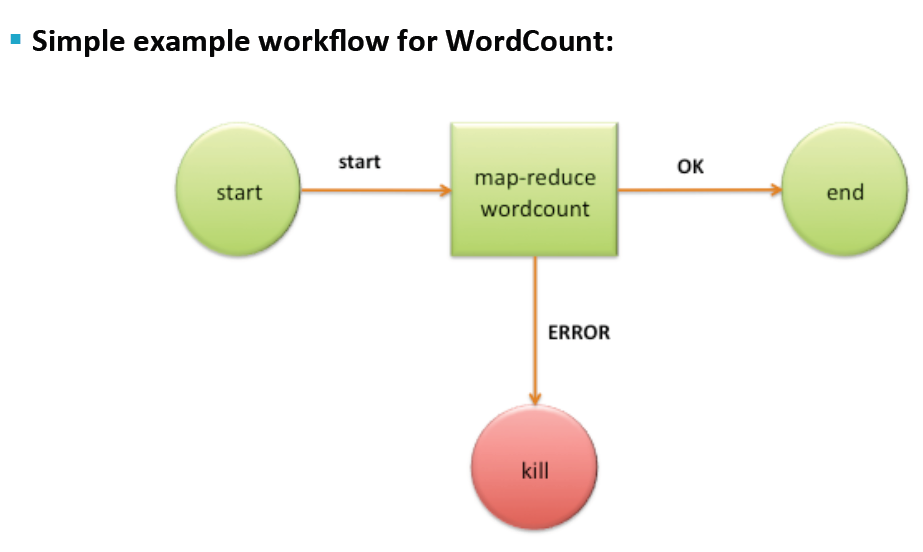 ▪ Simple example workflow for WordCount:
start
start
map-reduce
wordcount
OK
end
ERROR
kill